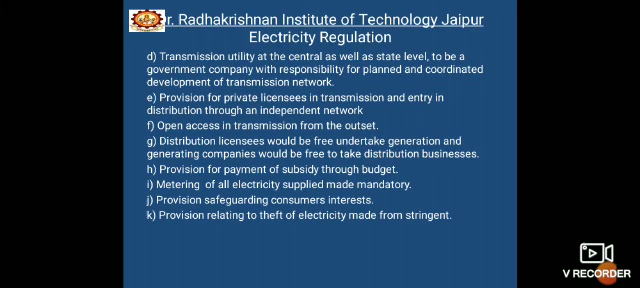 r. Radhakrishnan Institute of Technology Jaipur
Electricity Regulation
d) Transmission utility at the central as well as state level, to be a
government company with responsibility for planned and coordinated
development of transmission network.
e) Provision for private licensees in transmission and entry in
distribution through an independent network
f) Open access in transmission from the outset.
g) Distribution licensees would be free undertake generation and
generating companies would be free to take distribution businesses.
h) Provision for payment of subsidy through budget.
i) Metering of all electricity supplied made mandatory.
j) Provision safeguarding consumers interests.
k) Provision relating to theft of electricity made from stringent.
V RECORDER